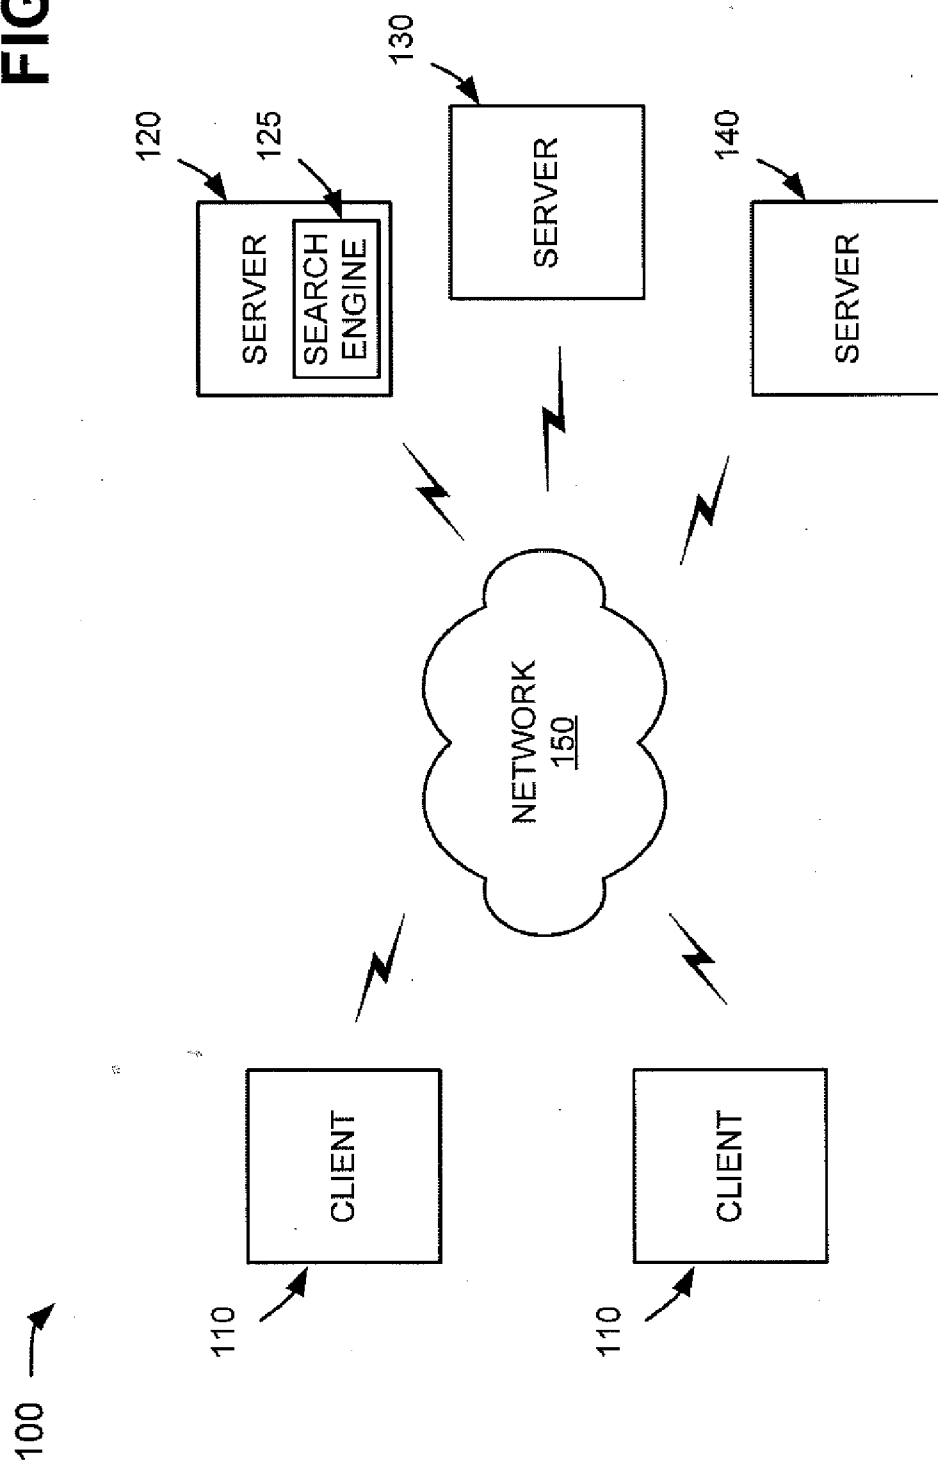 FIG
100
110
CLIENT
110
CLIENT
NETWORK
150
120
SERVER
125
SEARCH
ENGINE
130
SERVER
140
SERVER